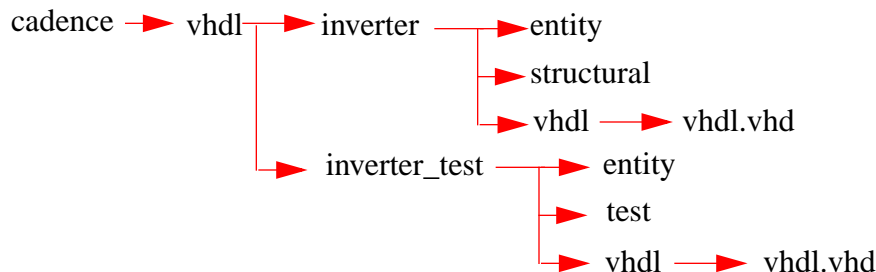 cadence vhdl inverter entity
structural
vhdl vhdl.vhd
inverter_test entity
test
vhdl vhdl.vhd